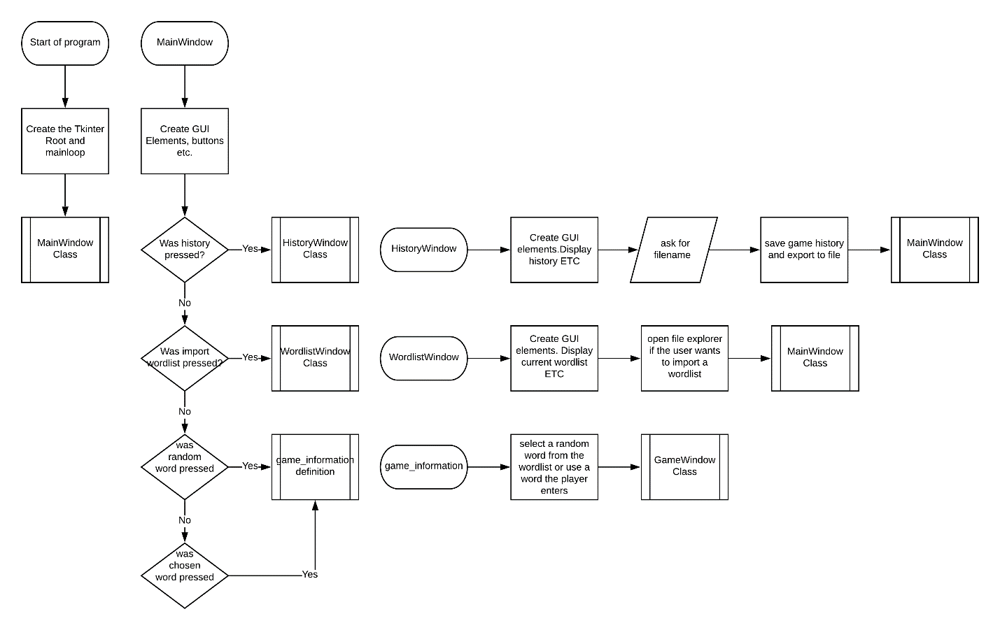 Start of program
MainWindow
Create the Tkinter
Root and
mainloop
Create GUI
Elements, buttons
etc.
MainWindow
Class
Was history
pressed?
Yes
HistoryWindow
Class
HistoryWindow
Create GUI
elements.Display
history ETC
ask for
filename
save game history
and export to file
MainWindow
Class
No
Was import
wordlist pressed?
Yes
WordlistWindow
Class
WordlistWindow
Create GUI
elements. Display
current wordlist
ETC
open file explorer
if the user wants
to import a
wordlist
MainWindow
Class
No
was
random
word pressed
Yes
game_information
definition
game_information
select a random
word from the
wordlist or use a
word the player
enters
GameWindow
Class
No
was
chosen
word pressed
Yes